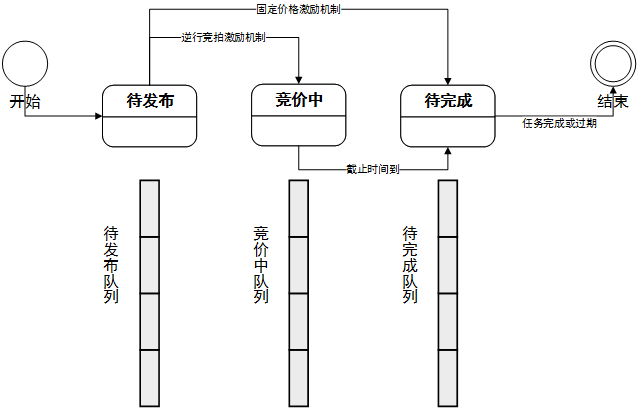 固定价格激励机制
逆行竞拍激励机制
开始
待发布
竞价中
待完成
结束
任务完成或过期
截止时间到
待发布队列
竞价中队列
待完成队列